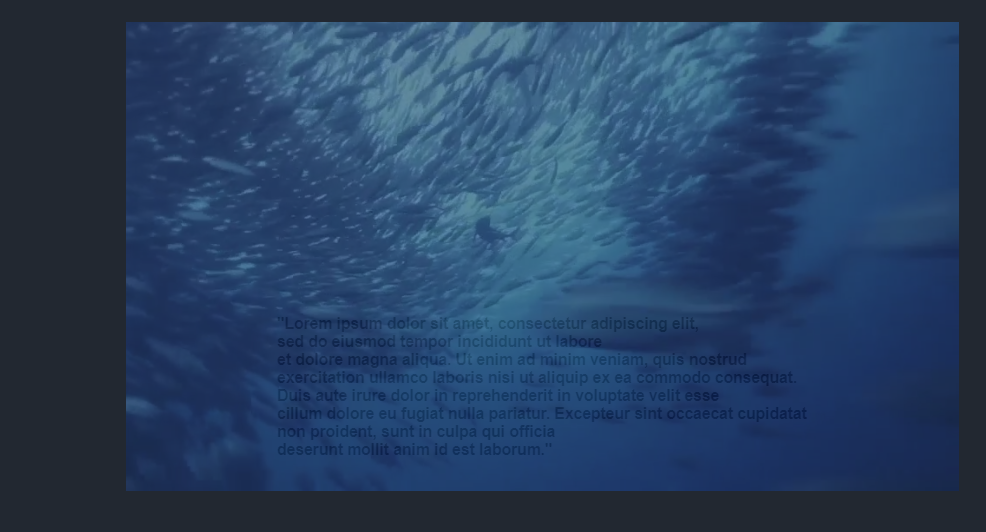 "Lorem ipsum dolor sit amet, consectetur adipiscing elit,
sed do eiusmod tempor incididunt ut labore
et dolore magna aliqua. Ut enim ad minim veniam, quis nostrud
exercitation ullamco laboris nisi ut aliquip ex ea commodo consequat.
Duis aute irure dolor in reprehenderit in voluptate velit esse
cillum dolore eu fugiat nulla pariatur. Excepteur sint occaecat cupidatat
non proident, sunt in culpa qui officia
deserunt mollit anim id est laborum."